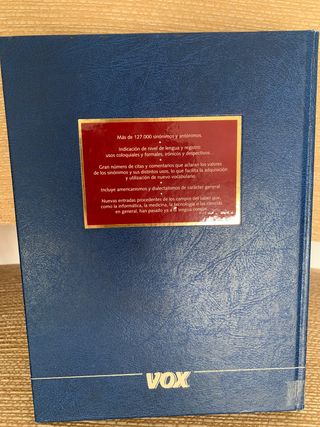 Más de 127.000 sinónimos y antónimos.
Indicación de nivel de lengua y registro:
usos coloquiales y formales, irónicos y despectivos.
Gran número de citas y comentarios que aclaran los valores
de los sinónimos y sus distintos usos, lo que facilita la adquisición
y utilización de nuevo vocabulario.
Incluye americanismos y dialectalismos de carácter general.
Nuevas entradas procedentes de los campos del saber que,
como la informática, la medicina, la tecnología o las ciencias
en general, han pasado ya a la lengua común.
VOX